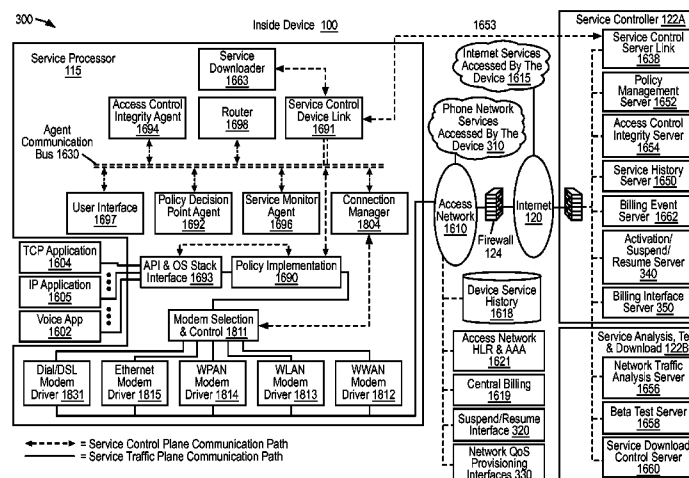 300
Inside Device 100
1653
Service Controller 122A
Service Processor
115
Service
Downloader
1663
Access Control
Integrity Agent
1694
Router
1698
Service Control
Device Link
1691
Agent
Communication
Bus 1630
User Interface
1697
Policy Decision
Point Agent
1692
Service Monitor
Agent
1696
Connection
Manager
1804
TCP Application
1604
IP Application
1605
Voice App
1602
API & OS Stack
Interface 1693
Policy Implementation
1690
Modem Selection
& Control 1811
Dial/DSL
Modem
Driver 1831
Ethernet
Modem
Driver 1815
WPAN
Modem
Driver 1814
WLAN
Modem
Driver 1813
WWAN
Modem
Driver 1812
= Service Control Plane Communication Path
= Service Traffic Plane Communication Path
Internet Services
Accessed By The
Device 1615
Phone Network
Services
Accessed By The
Device 310
Access
Network
1610
Firewall
124
Internet
120
Device Service
History
1618
Access Network
HLR & AAA
1621
Central Billing
1619
Suspend/Resume
Interface 320
Network QoS
Provisioning
Interfaces 330
Service Control
Server Link
1638
Policy
Management
Server 1652
Access Control
Integrity Server
1654
Service History
Server 1650
Billing Event
Server 1662
Activation/
Suspend/
Resume Server
340
Billing Interface
Server 350
Service Analysis, Te
& Download 122B
Network Traffic
Analysis Server
1656
Beta Test Server
1658
Service Download
Control Server
1660